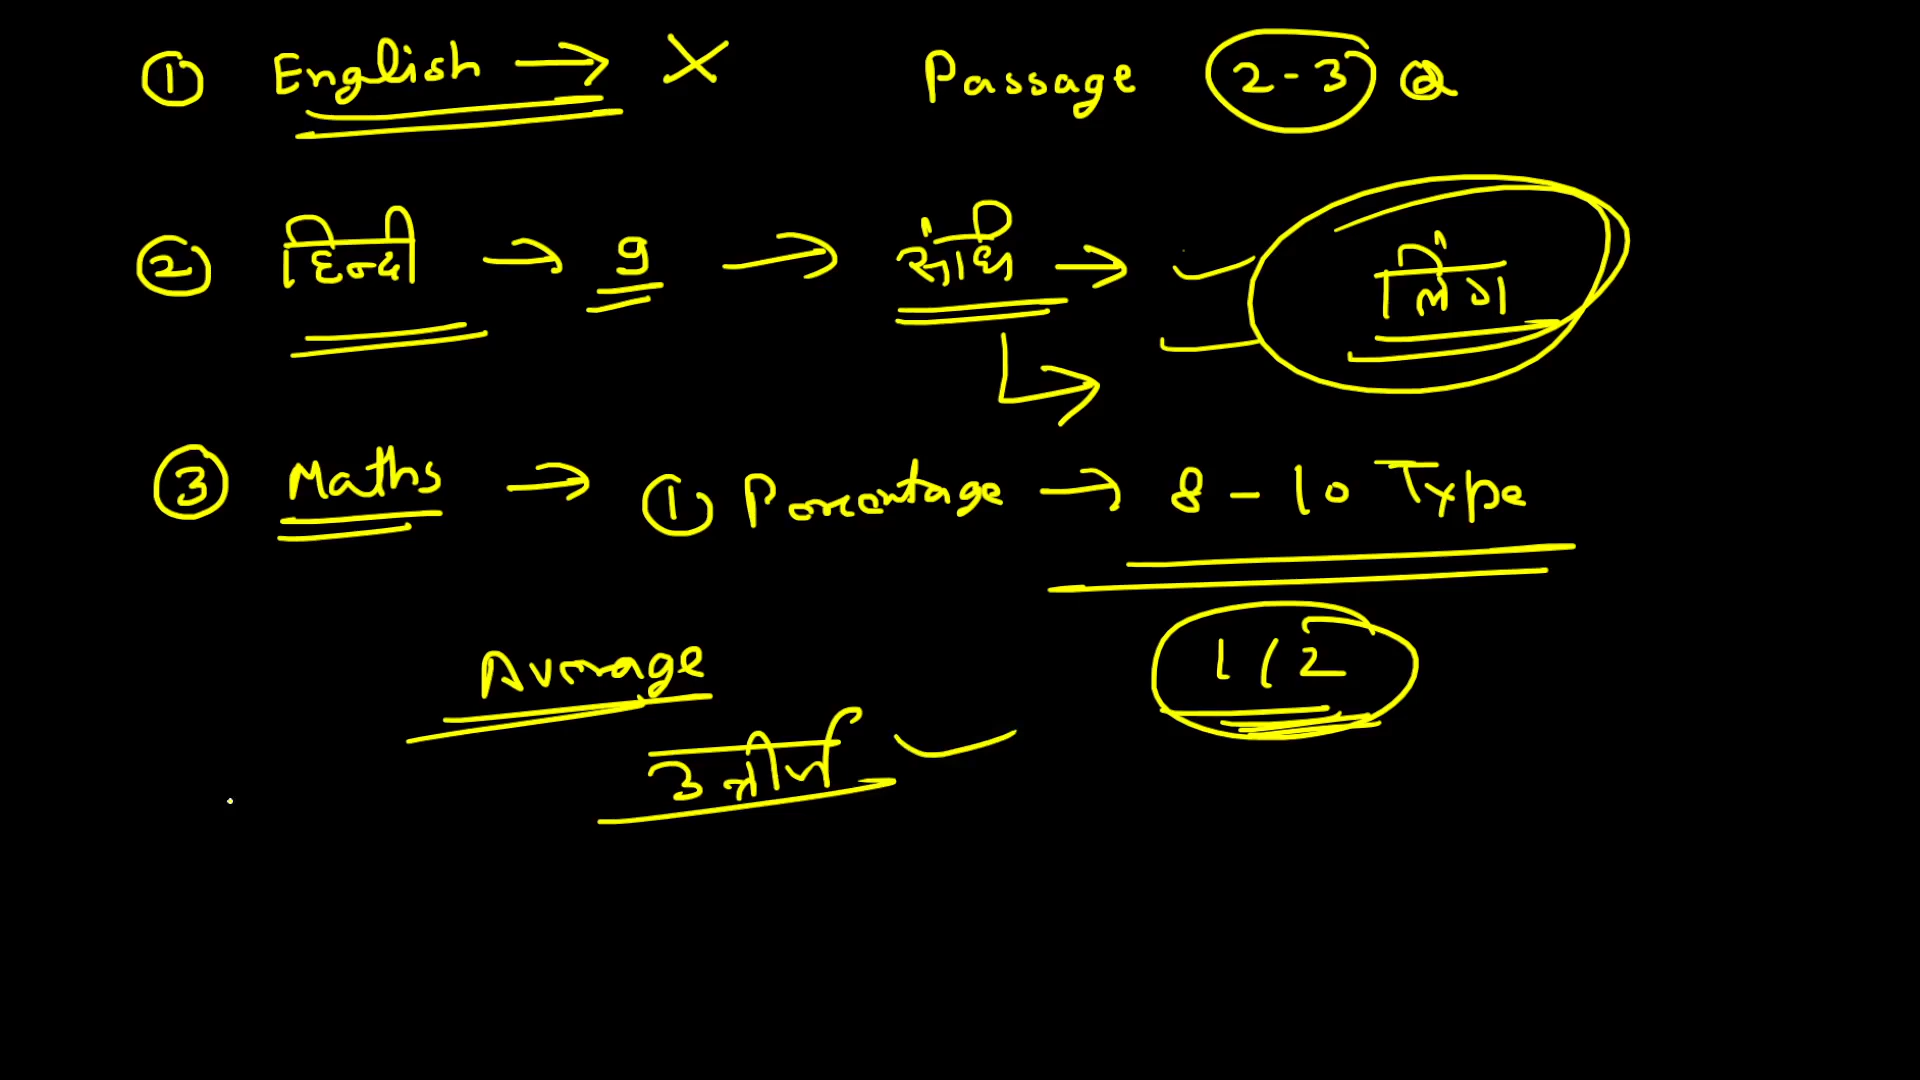 ① English → ✗ Passage 2-3 Q
② हिन्दी → 9 → संधि → लिंग
③ Maths → ① Percentage → 8-10 Type
Average 1/2
उत्तीर्ण